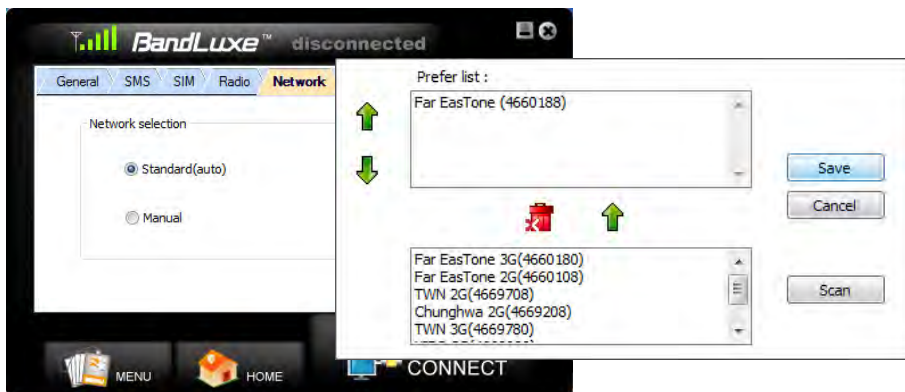 BandLuxe™ disconnected
General SMS SIM Radio Network
Network selection
Standard(auto)
Manual
Prefer list :
Far EasTone (4660188)
Save
Cancel
Far EasTone 3G(4660180)
Far EasTone 2G(4660108)
TWN 2G(4669708)
Chunghwa 2G(4669208)
TWN 3G(4669780)
Scan
MENU HOME CONNECT